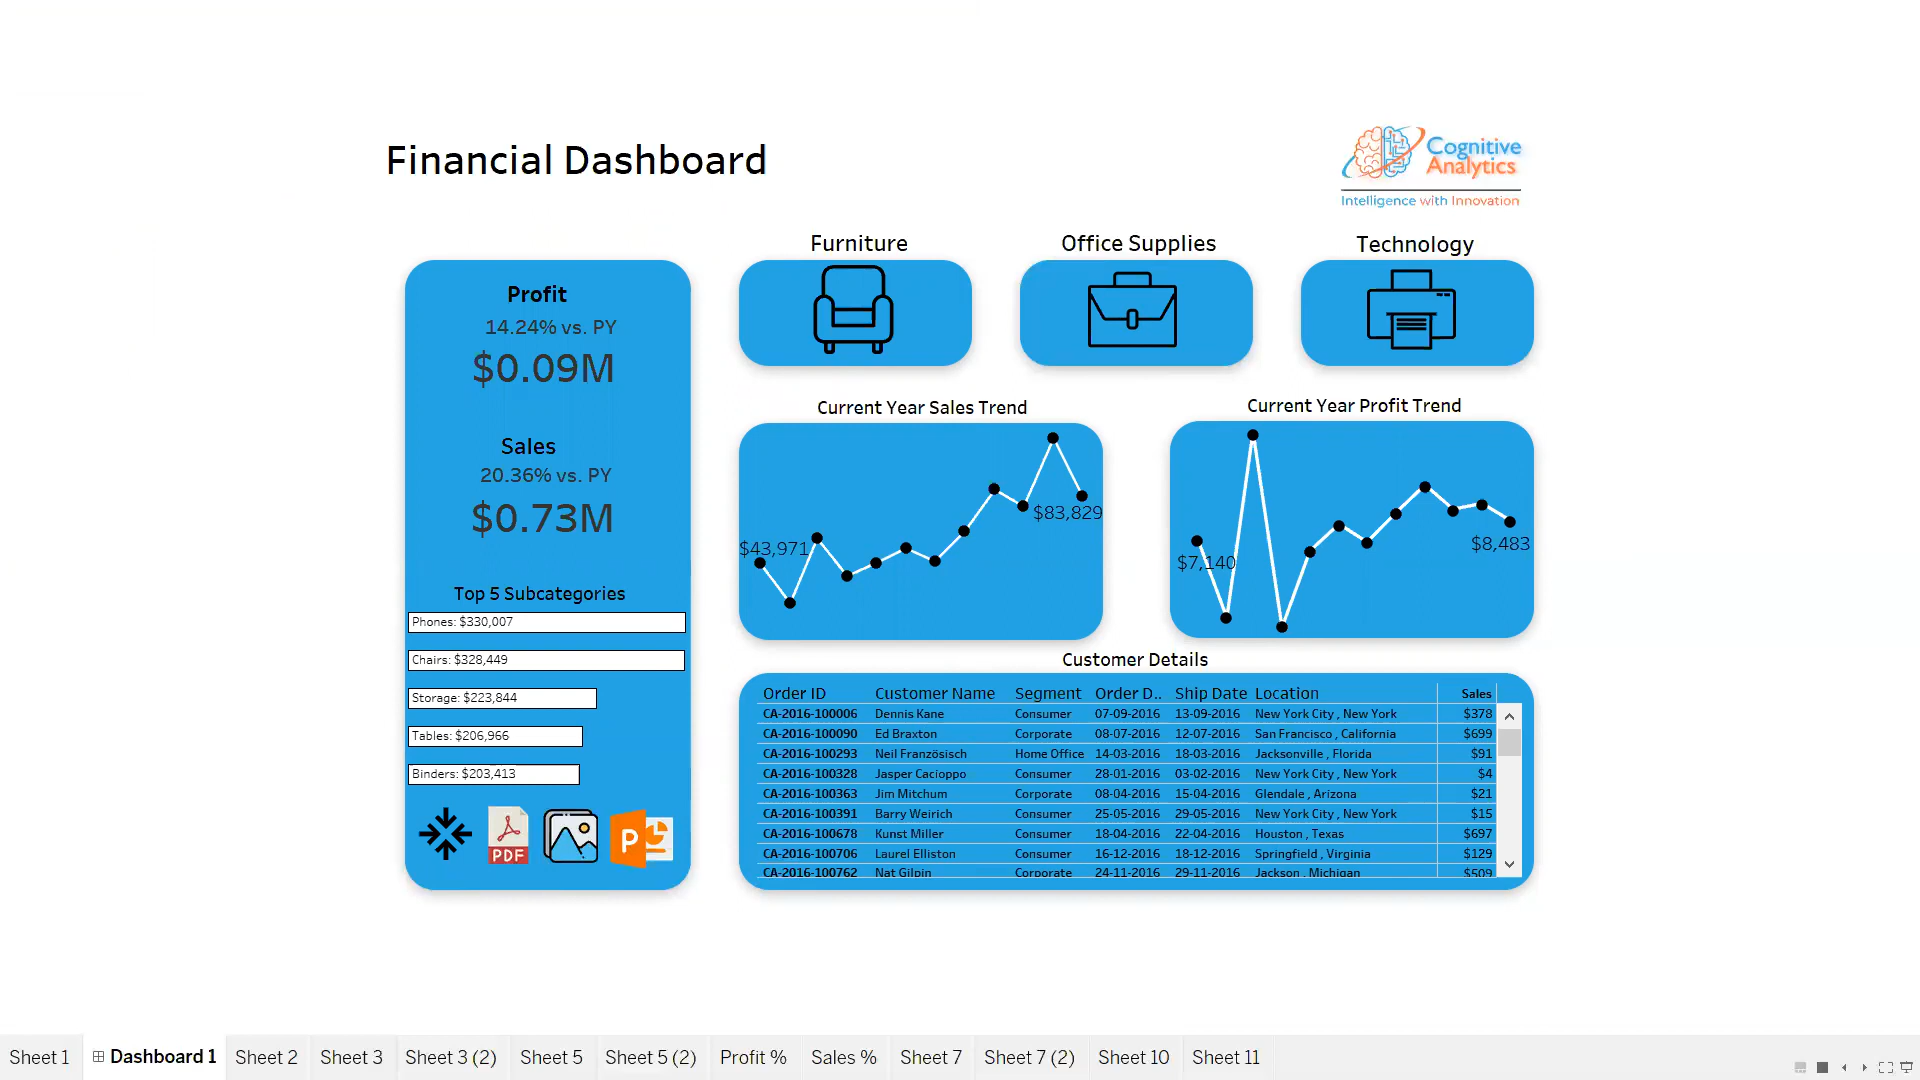 Financial Dashboard
Cognitive
Analytics
Intelligence with Innovation
Furniture
Office Supplies
Technology
Profit
14.24% vs. PY
$0.09M
Sales
20.36% vs. PY
$0.73M
Top 5 Subcategories
Phones: $330,007
Chairs: $328,449
Storage: $223,844
Tables: $206,966
Binders: $203,413
PDF
P
Current Year Sales Trend
$43,971
$83,829
Current Year Profit Trend
$7,140
$8,483
Customer Details
Order ID Customer Name Segment Order D.. Ship Date Location Sales
CA-2016-100006 Dennis Kane Consumer 07-09-2016 13-09-2016 New York City , New York $378
CA-2016-100090 Ed Braxton Corporate 08-07-2016 12-07-2016 San Francisco , California $699
CA-2016-100293 Neil Französisch Home Office 14-03-2016 18-03-2016 Jacksonville , Florida $91
CA-2016-100328 Jasper Cacioppo Consumer 28-01-2016 03-02-2016 New York City , New York $4
CA-2016-100363 Jim Mitchum Corporate 08-04-2016 15-04-2016 Glendale , Arizona $21
CA-2016-100391 Barry Weirich Consumer 25-05-2016 29-05-2016 New York City , New York $15
CA-2016-100678 Kunst Miller Consumer 18-04-2016 22-04-2016 Houston , Texas $697
CA-2016-100706 Laurel Elliston Consumer 16-12-2016 18-12-2016 Springfield , Virginia $129
CA-2016-100762 Nat Gilpin Corporate 24-11-2016 29-11-2016 Jackson , Michigan $509
Sheet 1 Dashboard 1 Sheet 2 Sheet 3 Sheet 3 (2) Sheet 5 Sheet 5 (2) Profit % Sales % Sheet 7 Sheet 7 (2) Sheet 10 Sheet 11